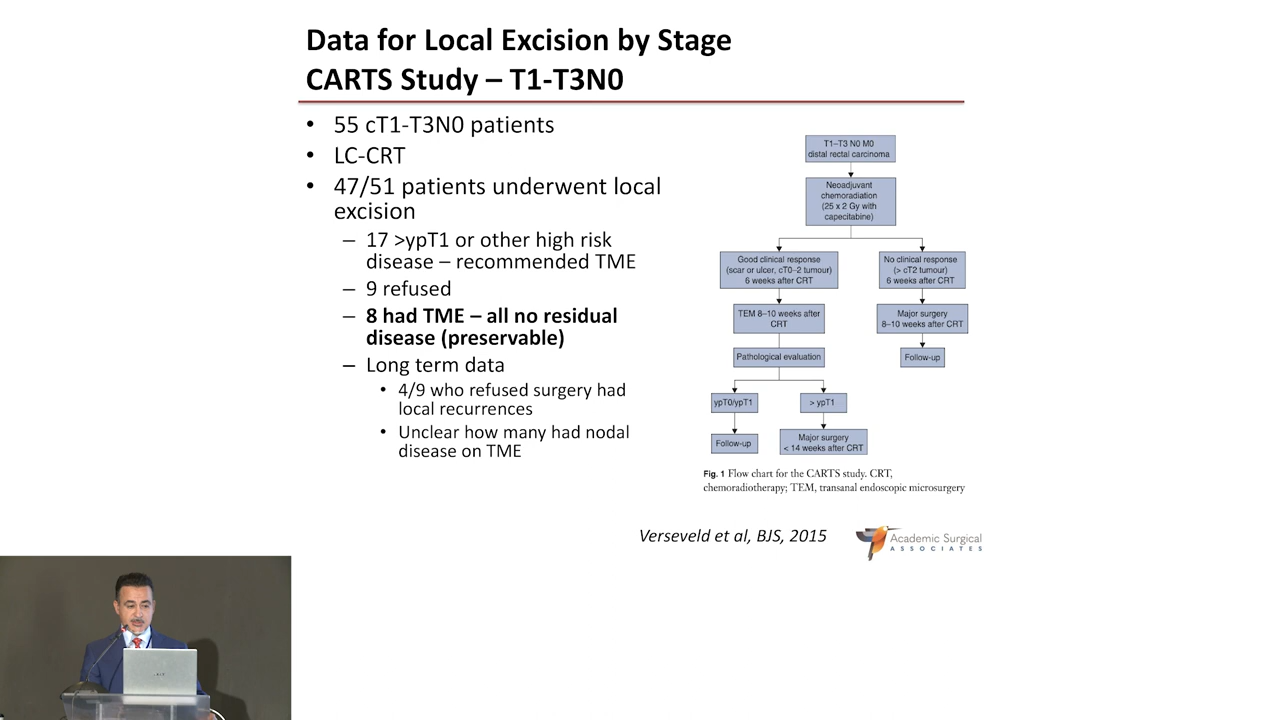 Data for Local Excision by Stage
CARTS Study – T1-T3N0
• 55 cT1-T3N0 patients
• LC-CRT
• 47/51 patients underwent local
excision
– 17 >ypT1 or other high risk
disease – recommended TME
– 9 refused
– 8 had TME – all no residual
disease (preservable)
– Long term data
• 4/9 who refused surgery had
local recurrences
• Unclear how many had nodal
disease on TME
T1–T3 N0 M0
distal rectal carcinoma
Neoadjuvant
chemoradiation
(25 x 2 Gy with
capecitabine)
Good clinical response
(scar or ulcer, cT0–2 tumour)
6 weeks after CRT
No clinical response
(> cT2 tumour)
6 weeks after CRT
TEM 8–10 weeks after
CRT
Major surgery
8–10 weeks after CRT
Pathological evaluation
Follow-up
ypT0/ypT1
> ypT1
Follow-up
Major surgery
< 14 weeks after CRT
Fig. 1 Flow chart for the CARTS study. CRT,
chemoradiotherapy; TEM, transanal endoscopic microsurgery
Verseveld et al, BJS, 2015
Academic Surgical
ASSOCIATES